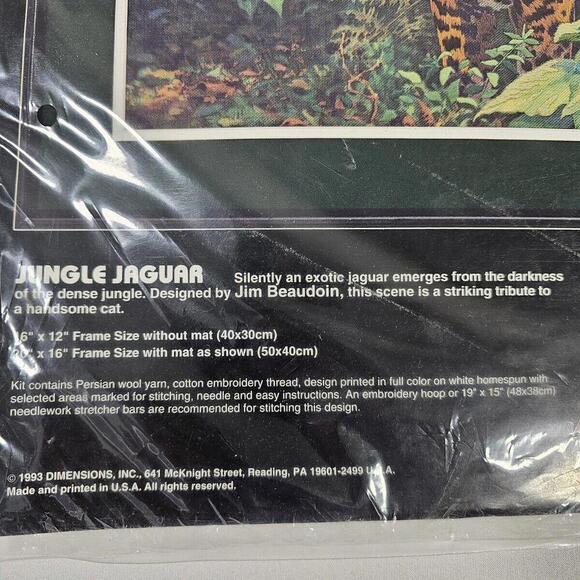 JUNGLE JAGUAR Silently an exotic jaguar emerges from the darkness
of the dense jungle. Designed by Jim Beaudoin, this scene is a striking tribute to
a handsome cat.
16" x 12" Frame Size without mat (40x30cm)
20" x 16" Frame Size with mat as shown (50x40cm)
Kit contains Persian wool yarn, cotton embroidery thread, design printed in full color on white homespun with
selected areas marked for stitching, needle and easy instructions. An embroidery hoop or 19" x 15" (48x38cm)
needlework stretcher bars are recommended for stitching this design.
© 1993 DIMENSIONS, INC., 641 McKnight Street, Reading, PA 19601-2499 U.S.A.
Made and printed in U.S.A. All rights reserved.